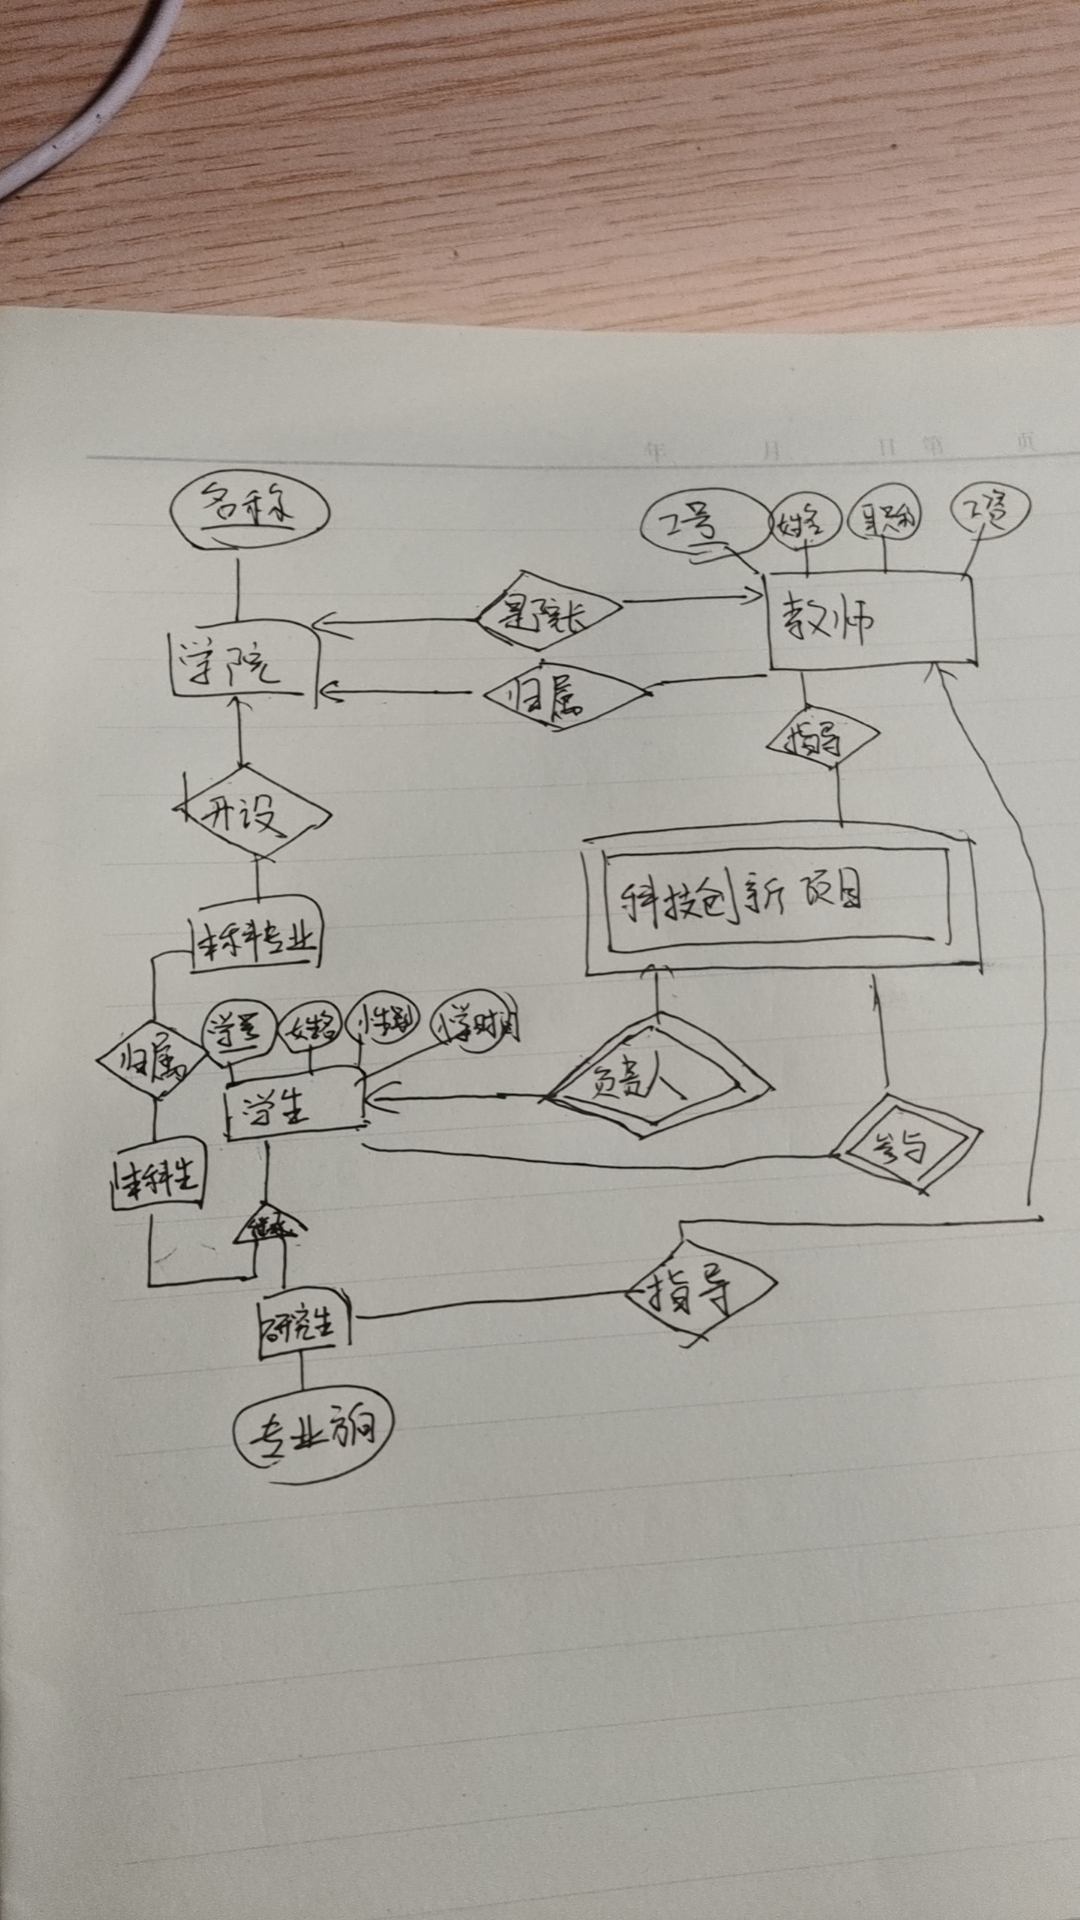 年 月 日 第 页
名称
工号 姓名 职称 工资
是院长
教师
学院
归属
指导
开设
科技创新项目
本科专业
学号 姓名 性别 入学时间
归属
负责人
学生
参与
本科生
继承
指导
研究生
专业方向